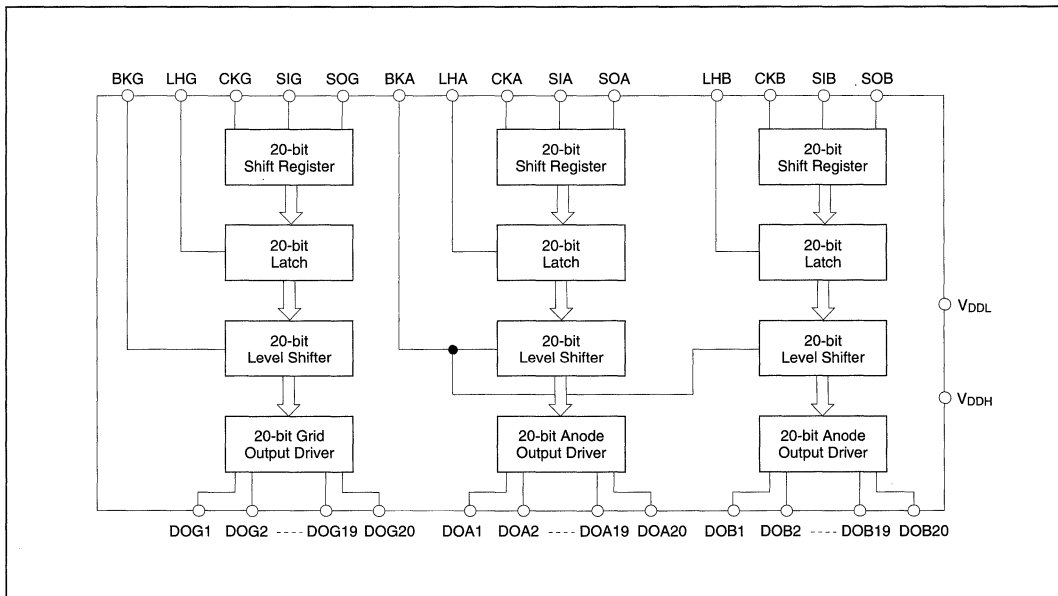 BKG LHG CKG SIG SOG BKA LHA CKA SIA SOA LHB CKB SIB SOB
20-bit
Shift Register
20-bit
Shift Register
20-bit
Shift Register
20-bit
Latch
20-bit
Latch
20-bit
Latch
VDDL
20-bit
Level Shifter
20-bit
Level Shifter
20-bit
Level Shifter
VDDH
20-bit Grid
Output Driver
20-bit Anode
Output Driver
20-bit Anode
Output Driver
DOG1 DOG2 ---- DOG19 DOG20 DOA1 DOA2 ---- DOA19 DOA20 DOB1 DOB2 ---- DOB19 DOB20